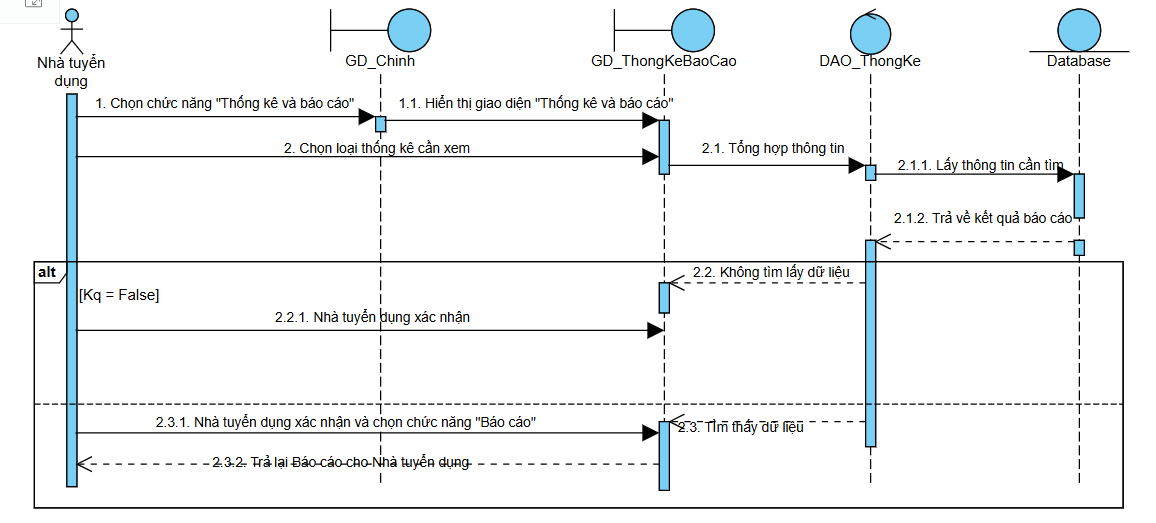 Nhà tuyển
dụng
GD_Chinh
GD_ThongKeBaoCao
DAO_ThongKe
Database
1. Chọn chức năng "Thống kê và báo cáo"
1.1. Hiển thị giao diện "Thống kê và báo cáo"
2. Chọn loại thống kê cần xem
2.1. Tổng hợp thông tin
2.1.1. Lấy thông tin cần tìm
2.1.2. Trả về kết quả báo cáo
alt
2.2. Không tìm lấy dữ liệu
[Kq = False]
2.2.1. Nhà tuyển dụng xác nhận
2.3.1. Nhà tuyển dụng xác nhận và chọn chức năng "Báo cáo"
2.3. Tìm thấy dữ liệu
2.3.2. Trả lại Báo cáo cho Nhà tuyển dụng